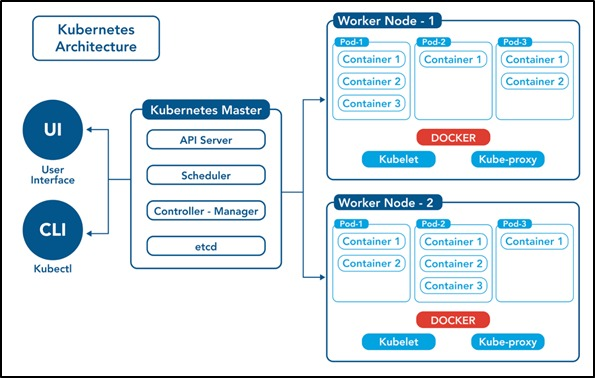 Kubernetes
Architecture
UI
User
Interface
CLI
Kubectl
Kubernetes Master
API Server
Scheduler
Controller - Manager
etcd
Worker Node - 1
Pod-1
Container 1
Container 2
Container 3
Pod-2
Container 1
Pod-3
Container 1
Container 2
DOCKER
Kubelet
Kube-proxy
Worker Node - 2
Pod-1
Container 1
Container 2
Pod-2
Container 1
Container 2
Container 3
Pod-3
Container 1
DOCKER
Kubelet
Kube-proxy